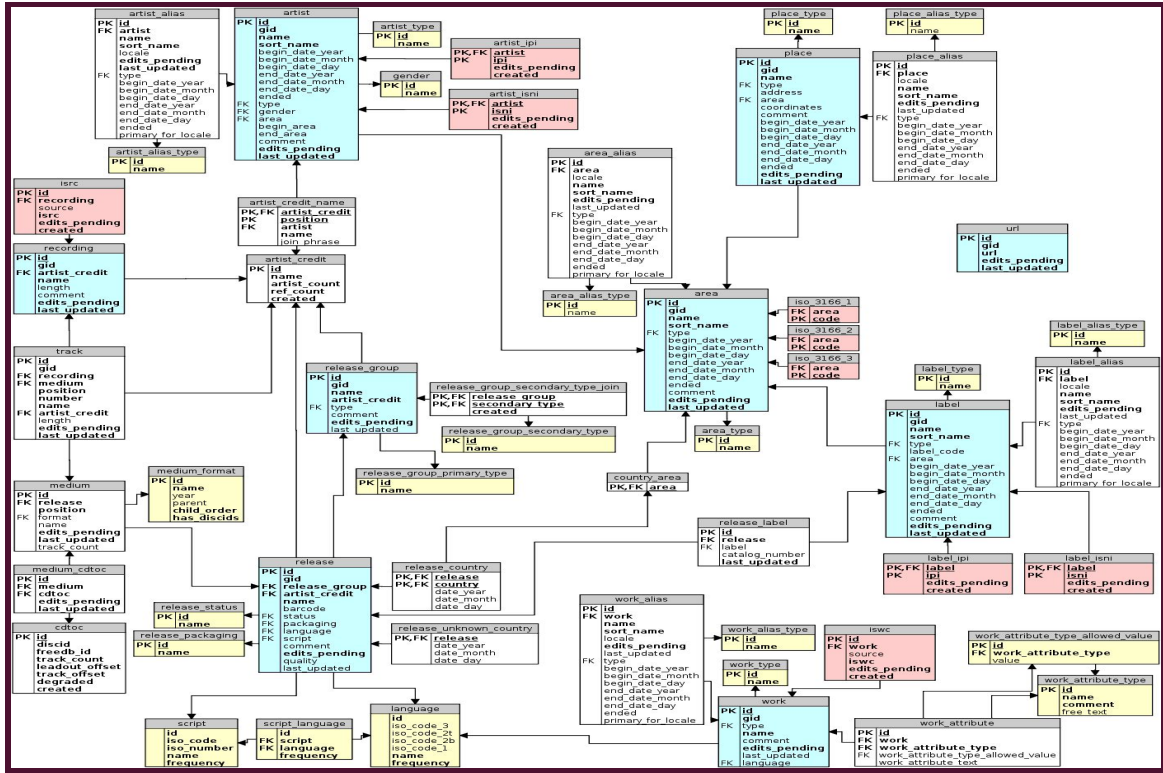 artist_alias
PK id
FK artist
name
sort_name
locale
edits_pending
last_updated
FK type
begin_date_year
begin_date_month
begin_date_day
end_date_year
end_date_month
end_date_day
ended
primary_for_locale
artist_alias_type
PK id
name
artist
PK id
gid
name
sort_name
begin_date_year
begin_date_month
begin_date_day
end_date_year
end_date_month
end_date_day
ended
FK type
FK gender
FK area
begin_area
end_area
comment
edits_pending
last_updated
artist_type
PK id
name
artist_ipi
PK,FK artist
PK ipi
edits_pending
created
gender
PK id
name
artist_isni
PK,FK artist
PK isni
edits_pending
created
place_type
PK id
name
place_alias_type
PK id
name
place
PK id
gid
name
FK type
address
FK area
coordinates
comment
begin_date_year
begin_date_month
begin_date_day
end_date_year
end_date_month
end_date_day
ended
edits_pending
last_updated
place_alias
PK id
FK place
locale
name
sort_name
edits_pending
last_updated
FK type
begin_date_year
begin_date_month
begin_date_day
end_date_year
end_date_month
end_date_day
ended
primary_for_locale
isrc
PK id
FK recording
source
isrc
edits_pending
created
recording
PK id
gid
FK artist_credit
name
length
comment
edits_pending
last_updated
artist_credit_name
PK,FK artist_credit
PK position
FK artist
name
join_phrase
artist_credit
PK id
name
artist_count
ref_count
created
area_alias
PK id
FK area
locale
name
sort_name
edits_pending
last_updated
FK type
begin_date_year
begin_date_month
begin_date_day
end_date_year
end_date_month
end_date_day
ended
primary_for_locale
area_alias_type
PK id
name
area
PK id
gid
name
sort_name
FK type
begin_date_year
begin_date_month
begin_date_day
end_date_year
end_date_month
end_date_day
ended
comment
edits_pending
last_updated
iso_3166_1
FK area
PK code
iso_3166_2
FK area
PK code
iso_3166_3
FK area
PK code
area_type
PK id
name
url
PK id
gid
url
edits_pending
last_updated
label_alias_type
PK id
name
label_type
PK id
name
label_alias
PK id
FK label
locale
name
sort_name
edits_pending
last_updated
FK type
begin_date_year
begin_date_month
begin_date_day
end_date_year
end_date_month
end_date_day
ended
primary_for_locale
label
PK id
gid
name
sort_name
FK type
label_code
FK area
begin_date_year
begin_date_month
begin_date_day
end_date_year
end_date_month
end_date_day
ended
comment
edits_pending
last_updated
label_ipi
PK,FK label
PK ipi
edits_pending
created
label_isni
PK,FK label
PK isni
edits_pending
created
track
PK id
gid
FK recording
FK medium
position
number
name
FK artist_credit
length
edits_pending
last_updated
release_group
PK id
gid
name
FK artist_credit
FK type
comment
edits_pending
last_updated
release_group_secondary_type_join
PK,FK release_group
PK,FK secondary_type
created
release_group_secondary_type
PK id
name
release_group_primary_type
PK id
name
country_area
PK,FK area
medium
PK id
FK release
position
FK format
name
edits_pending
last_updated
track_count
medium_format
PK id
name
year
FK parent
child_order
has_discids
medium_cdtoc
PK id
FK medium
FK cdtoc
edits_pending
last_updated
cdtoc
PK id
discid
freedb_id
track_count
leadout_offset
track_offset
degraded
created
release_status
PK id
name
release_packaging
PK id
name
release
PK id
gid
FK release_group
FK artist_credit
name
barcode
FK status
FK packaging
FK language
FK script
comment
edits_pending
quality
last_updated
release_country
PK,FK release
PK,FK country
date_year
date_month
date_day
release_unknown_country
PK,FK release
date_year
date_month
date_day
release_label
PK id
FK release
FK label
catalog_number
last_updated
script
id
iso_code
iso_number
name
frequency
script_language
PK id
FK script
FK language
frequency
language
id
iso_code_3
iso_code_2t
iso_code_2b
iso_code_1
name
frequency
work_alias
PK id
FK work
name
sort_name
locale
edits_pending
last_updated
FK type
begin_date_year
begin_date_month
begin_date_day
end_date_year
end_date_month
end_date_day
ended
primary_for_locale
work_alias_type
PK id
name
work_type
PK id
name
iswc
PK id
FK work
source
iswc
edits_pending
created
work
PK id
gid
FK type
name
comment
edits_pending
last_updated
FK language
work_attribute_type_allowed_value
PK id
FK work_attribute_type
value
work_attribute_type
PK id
name
comment
free_text
work_attribute
PK id
FK work
FK work_attribute_type
FK work_attribute_type_allowed_value
work_attribute_text